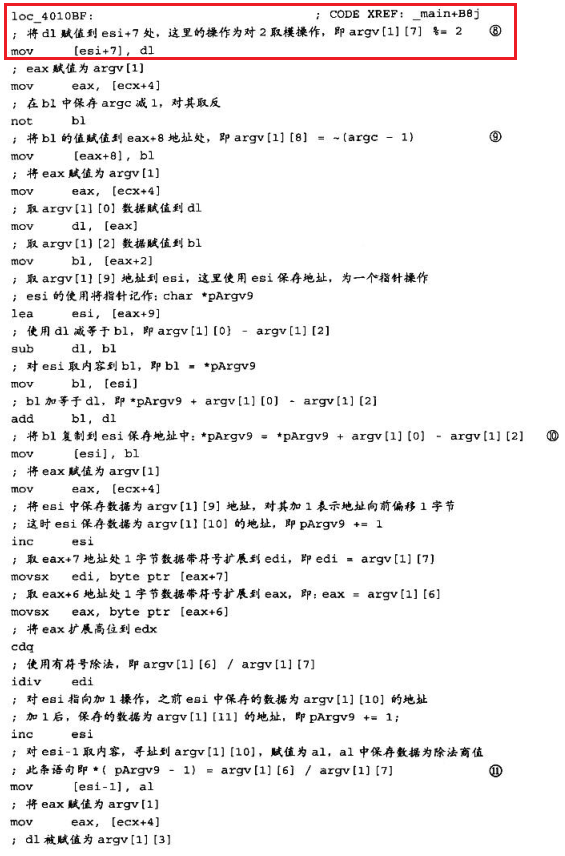 loc_4010BF: ; CODE XREF: _main+B8j
; 将 dl 赋值到 esi+7 处，这里的操作为对 2 取模操作，即 argv[1][7] %= 2 ⑧
mov [esi+7], dl
; eax 赋值为 argv[1]
mov eax, [ecx+4]
; 在 bl 中保存 argc 减 1，对其取反
not bl
; 将 bl 的值赋值到 eax+8 地址处，即 argv[1][8] = ~(argc - 1) ⑨
mov [eax+8], bl
; 将 eax 赋值为 argv[1]
mov eax, [ecx+4]
; 取 argv[1][0] 数据赋值到 dl
mov dl, [eax]
; 取 argv[1][2] 数据赋值到 bl
mov bl, [eax+2]
; 取 argv[1][9] 地址到 esi，这里使用 esi 保存地址，为一个指针操作
; esi 的使用将指针记作：char *pArgv9
lea esi, [eax+9]
; 使用 dl 减等于 bl，即 argv[1][0} - argv[1][2]
sub dl, bl
; 对 esi 取内容到 bl，即 bl = *pArgv9
mov bl, [esi]
; bl 加等于 dl，即 *pArgv9 + argv[1][0] - argv[1][2]
add bl, dl
; 将 bl 复制到 esi 保存地址中：*pArgv9 = *pArgv9 + argv[1][0] - argv[1][2] ⑩
mov [esi], bl
; 将 eax 赋值为 argv[1]
mov eax, [ecx+4]
; 将 esi 中保存数据为 argv[1][9] 地址，对其加 1 表示地址向前偏移 1 字节
; 这时 esi 保存数据为 argv[1][10] 的地址，即 pArgv9 += 1
inc esi
; 取 eax+7 地址处 1 字节数据带符号扩展到 edi，即 edi = argv[1][7]
movsx edi, byte ptr [eax+7]
; 取 eax+6 地址处 1 字节数据带符号扩展到 eax，即：eax = argv[1][6]
movsx eax, byte ptr [eax+6]
; 将 eax 扩展高位到 edx
cdq
; 使用有符号除法，即 argv[1][6] / argv[1][7]
idiv edi
; 对 esi 指向加 1 操作，之前 esi 中保存的数据为 argv[1][10] 的地址
; 加 1 后，保存的数据为 argv[1][11] 的地址，即 pArgv9 += 1;
inc esi
; 对 esi-1 取内容，寻址到 argv[1][10]，赋值为 al，al 中保存数据为除法商值
; 此条语句即 *( pArgv9 - 1) = argv[1][6] / argv[1][7] ⑪
mov [esi-1], al
; 将 eax 赋值为 argv[1]
mov eax, [ecx+4]
; dl 被赋值为 argv[1][3]